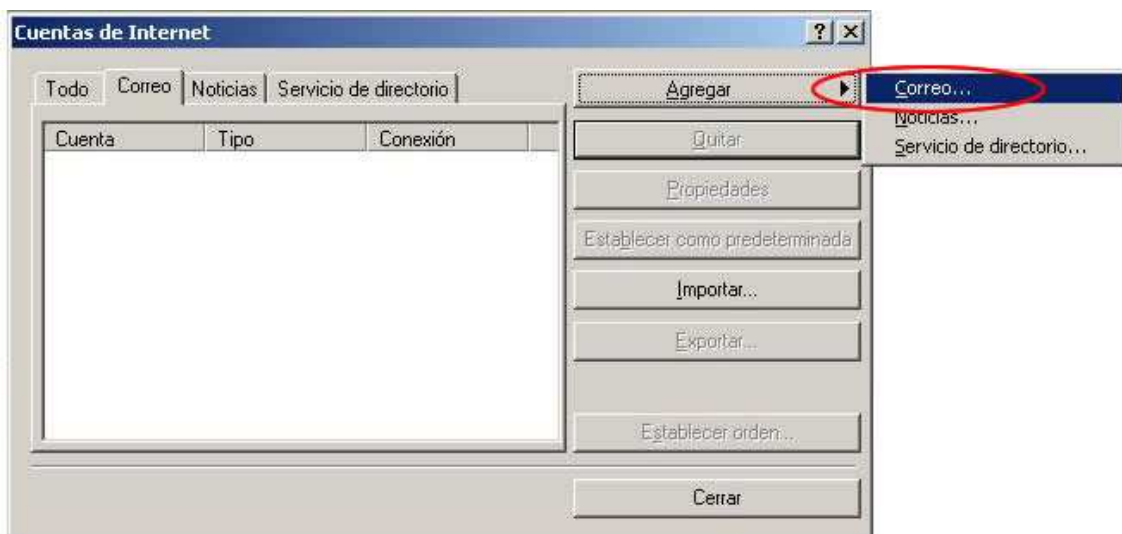 Cuentas de Internet
Todo Correo Noticias Servicio de directorio
Cuenta Tipo Conexión
Agregar
Quitar
Propiedades
Establecer como predeterminada
Importar...
Exportar...
Establecer orden...
Cerrar
Correo...
Noticias...
Servicio de directorio...